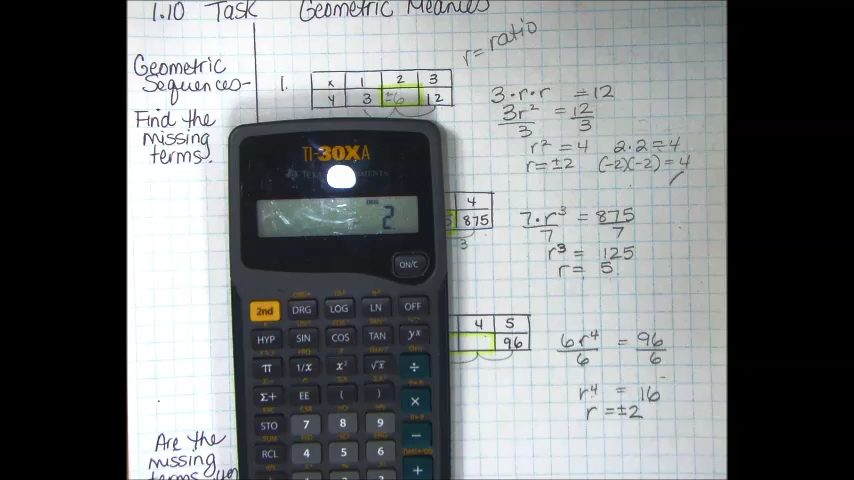 1.10 Task Geometric Meanies
r = ratio
Geometric
Sequences-
Find the
missing
terms.
1.
x 1 2 3
y 3 ±6 12
3·r·r = 12
3r² = 12
3 3
r² = 4 2·2=4
r = ±2 (-2)(-2)=4
TI-30XA
TEXAS INSTRUMENTS
DEG
2
4
875
3
7·r³ = 875
7 7
r³ = 125
r = 5
4 5
96
6r⁴ = 96
6 6
r⁴ = 16
r = ±2
ON/C
2nd DRG LOG LN OFF
HYP SIN COS TAN yx
π 1/x x² √x ÷
Σ+ EE ( ) ×
STO 7 8 9 −
RCL 4 5 6 +
Are the
missing
terms